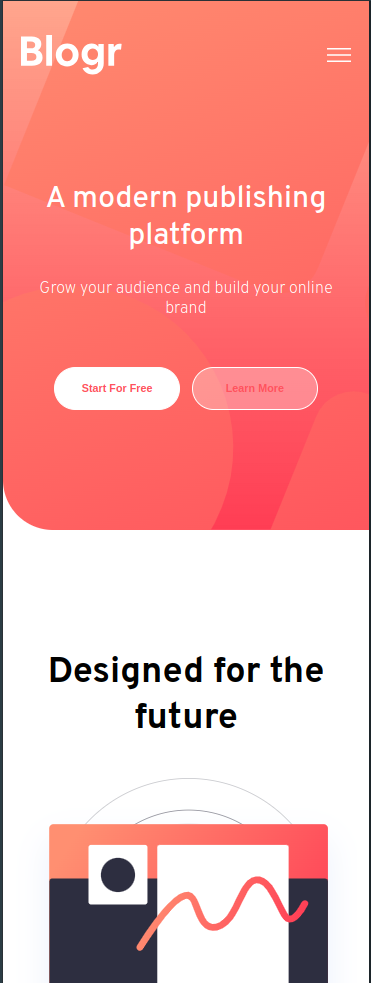 Blogr
A modern publishing
platform
Grow your audience and build your online
brand
Start For Free
Learn More
Designed for the
future